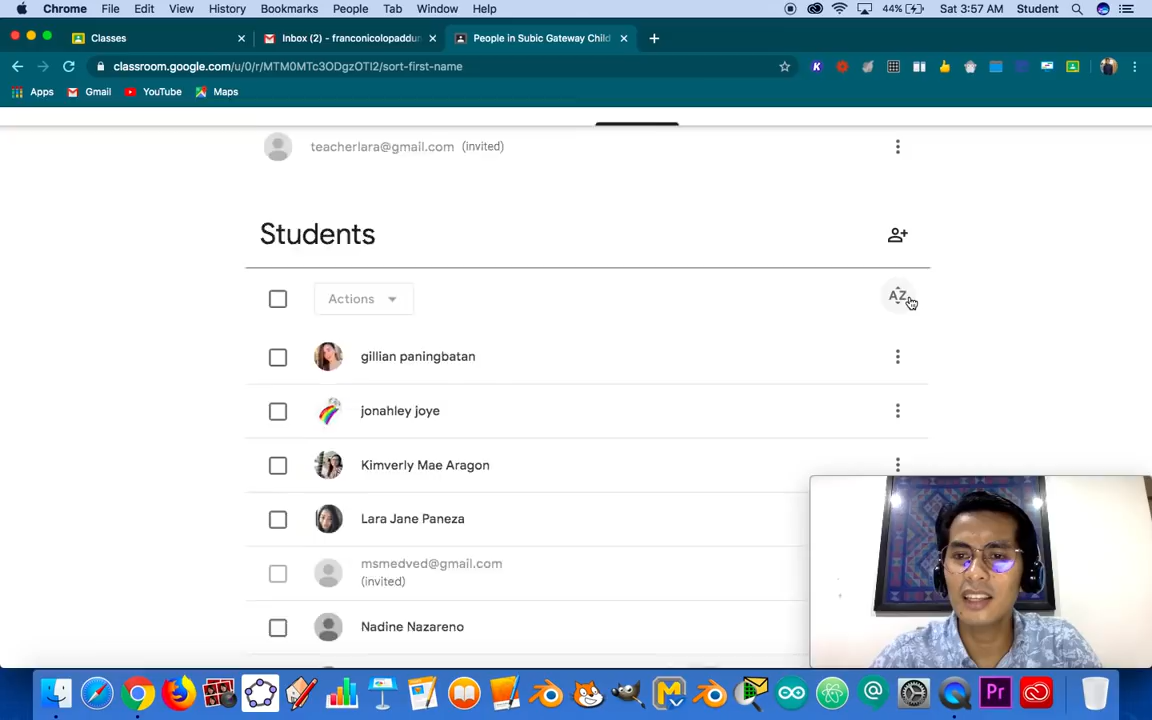 Chrome File Edit View History Bookmarks People Tab Window Help 44% Sat 3:57 AM Student
Classes Inbox (2) - franconicolopaddun People in Subic Gateway Child
classroom.google.com/u/0/r/MTM0MTc3ODgzOTI2/sort-first-name
Apps Gmail YouTube Maps
teacherlara@gmail.com (invited)
Students
Actions AZ
gillian paningbatan
jonahley joye
Kimverly Mae Aragon
Lara Jane Paneza
msmedved@gmail.com
(invited)
Nadine Nazareno
Pr